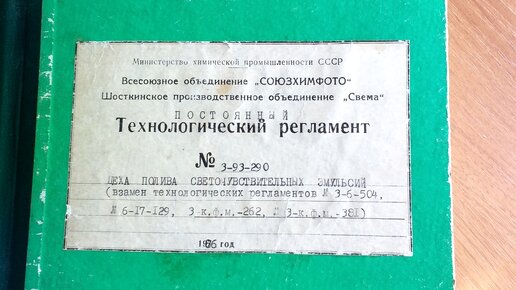 Министерство химической промышленности СССР
Всесоюзное объединение „СОЮЗХИМФОТО"
Шосткинское производственное объединение „Свема"
ПОСТОЯННЫЙ
Технологический регламент
№ 3-93-290
ЦЕХА ПОЛИВА СВЕТОЧУВСТВИТЕЛЬНЫХ ЭМУЛЬСИЙ
(взамен технологических регламентов № 3-6-504,
№ 6-17-129, 3-к.ф.м.-262, № 3-к.ф.м.-381)
год